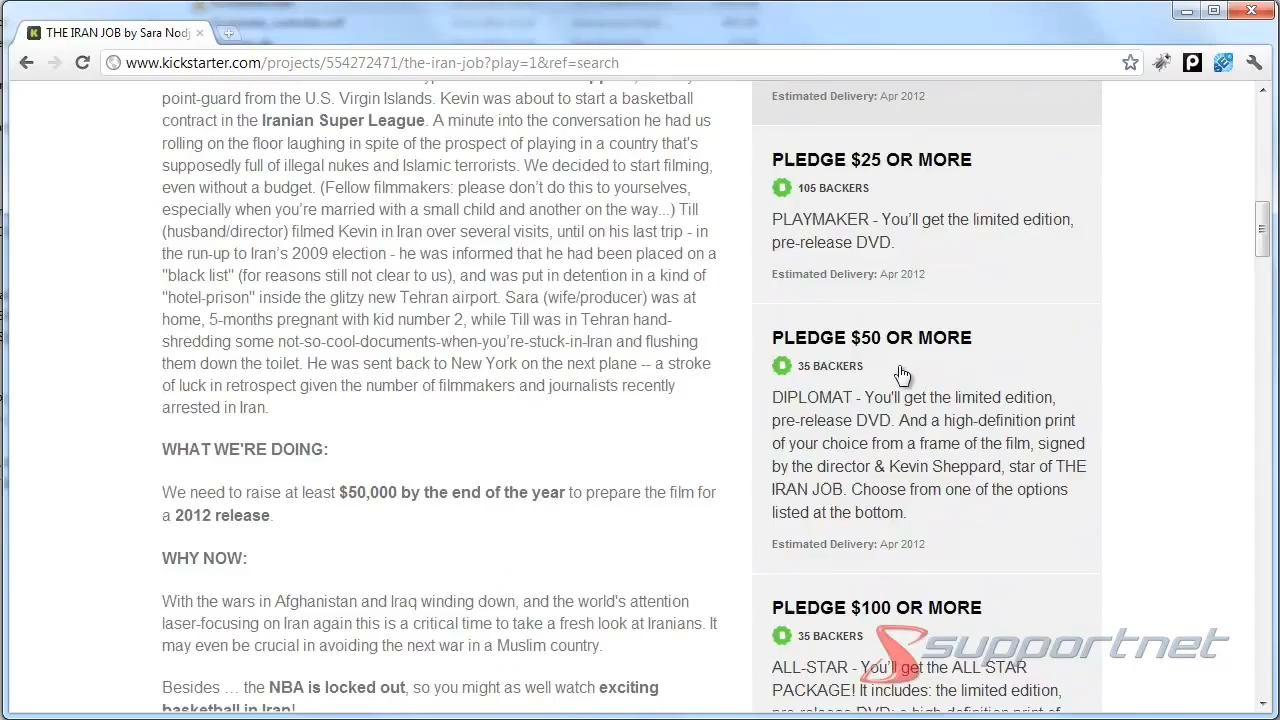 THE IRAN JOB by Sara Nodj
www.kickstarter.com/projects/554272471/the-iran-job?play=1&ref=search
point-guard from the U.S. Virgin Islands. Kevin was about to start a basketball
contract in the Iranian Super League. A minute into the conversation he had us
rolling on the floor laughing in spite of the prospect of playing in a country that's
supposedly full of illegal nukes and Islamic terrorists. We decided to start filming,
even without a budget. (Fellow filmmakers: please don't do this to yourselves,
especially when you're married with a small child and another on the way...) Till
(husband/director) filmed Kevin in Iran over several visits, until on his last trip - in
the run-up to Iran's 2009 election - he was informed that he had been placed on a
"black list" (for reasons still not clear to us), and was put in detention in a kind of
"hotel-prison" inside the glitzy new Tehran airport. Sara (wife/producer) was at
home, 5-months pregnant with kid number 2, while Till was in Tehran hand-
shredding some not-so-cool-documents-when-you're-stuck-in-Iran and flushing
them down the toilet. He was sent back to New York on the next plane -- a stroke
of luck in retrospect given the number of filmmakers and journalists recently
arrested in Iran.
WHAT WE'RE DOING:
We need to raise at least $50,000 by the end of the year to prepare the film for
a 2012 release.
WHY NOW:
With the wars in Afghanistan and Iraq winding down, and the world's attention
laser-focusing on Iran again this is a critical time to take a fresh look at Iranians. It
may even be crucial in avoiding the next war in a Muslim country.
Besides … the NBA is locked out, so you might as well watch exciting
basketball in Iran!
Estimated Delivery: Apr 2012
PLEDGE $25 OR MORE
105 BACKERS
PLAYMAKER - You'll get the limited edition,
pre-release DVD.
Estimated Delivery: Apr 2012
PLEDGE $50 OR MORE
35 BACKERS
DIPLOMAT - You'll get the limited edition,
pre-release DVD. And a high-definition print
of your choice from a frame of the film, signed
by the director & Kevin Sheppard, star of THE
IRAN JOB. Choose from one of the options
listed at the bottom.
Estimated Delivery: Apr 2012
PLEDGE $100 OR MORE
35 BACKERS
ALL-STAR - You'll get the ALL-STAR
PACKAGE! It includes: the limited edition,
pre-release DVD; a high-definition print of
supportnet